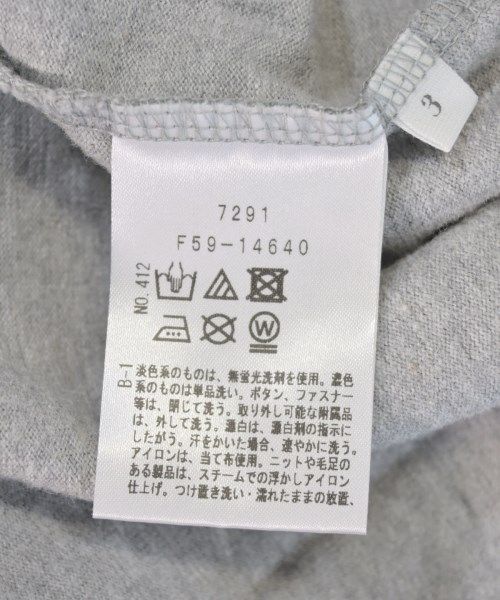 3
7291
F59-14640
NO.412
W
B-1
淡色系のものは、無蛍光洗剤を使用。濃色
系のものは単品洗い。ボタン、ファスナー
等は、閉じて洗う。取り外し可能な附属品
は、外して洗う。漂白は、漂白剤の指示に
したがう。汗をかいた場合、速やかに洗う。
アイロンは、当て布使用。ニットや毛足の
ある製品は、スチームでの浮かしアイロン
仕上げ。つけ置き洗い・濡れたままの放置、